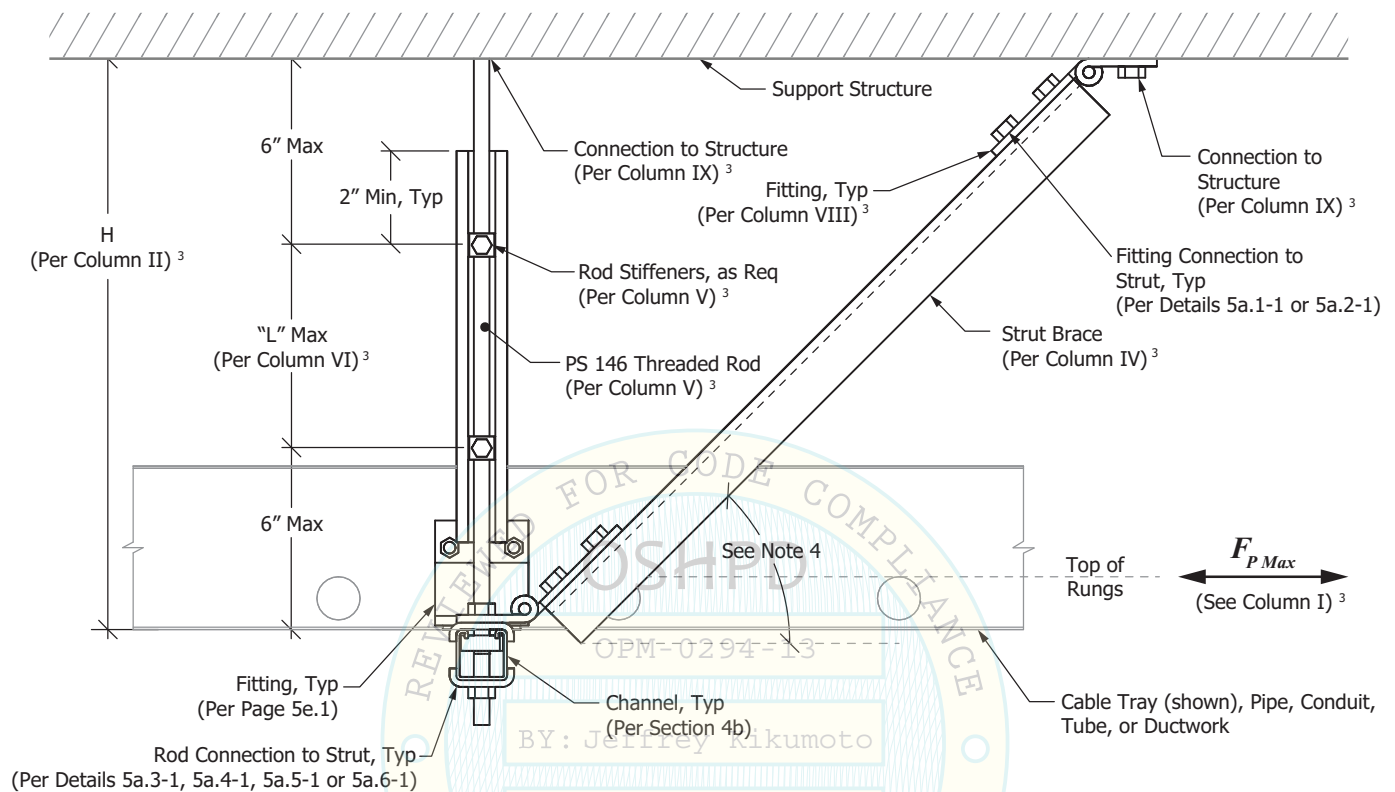 Support Structure
6” Max
Connection to Structure
(Per Column IX) 3
Connection to
Structure
(Per Column IX) 3
2” Min, Typ
Fitting, Typ
(Per Column VIII) 3
H
(Per Column II) 3
Rod Stiffeners, as Req
(Per Column V) 3
Fitting Connection to
Strut, Typ
(Per Details 5a.1-1 or 5a.2-1)
“L” Max
(Per Column VI) 3
Strut Brace
(Per Column IV) 3
PS 146 Threaded Rod
(Per Column V) 3
REVIEWED FOR CODE COMPLIANCE
6” Max
See Note 4
OSHPD
Top of
Rungs
F P Max
(See Column I) 3
OPM-0294-13
Fitting, Typ
(Per Page 5e.1)
Channel, Typ
(Per Section 4b)
Cable Tray (shown), Pipe, Conduit,
Tube, or Ductwork
BY: Jeffrey Kikumoto
Rod Connection to Strut, Typ
(Per Details 5a.3-1, 5a.4-1, 5a.5-1 or 5a.6-1)